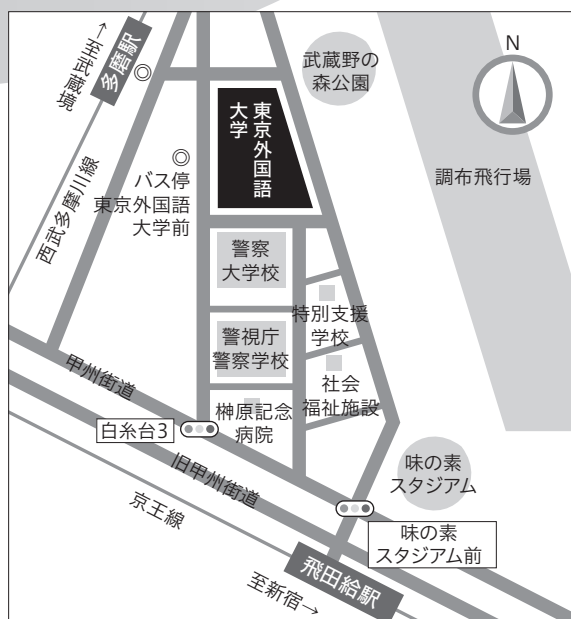 ←至武蔵境
多磨駅
西武多摩川線
◎
◎
バス停
東京外国語
大学前
東京外国語
大学
武蔵野の
森公園
N
調布飛行場
警察
大学校
警視庁
警察学校
特別支援
学校
社会
福祉施設
榊原記念
病院
甲州街道
白糸台3
旧甲州街道
京王線
味の素
スタジアム
味の素
スタジアム前
飛田給駅
至新宿→